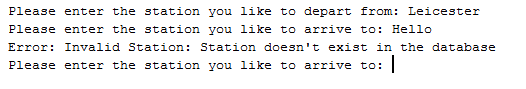 Please enter the station you like to depart from: Leicester
Please enter the station you like to arrive to: Hello
Error: Invalid Station: Station doesn't exist in the database
Please enter the station you like to arrive to: